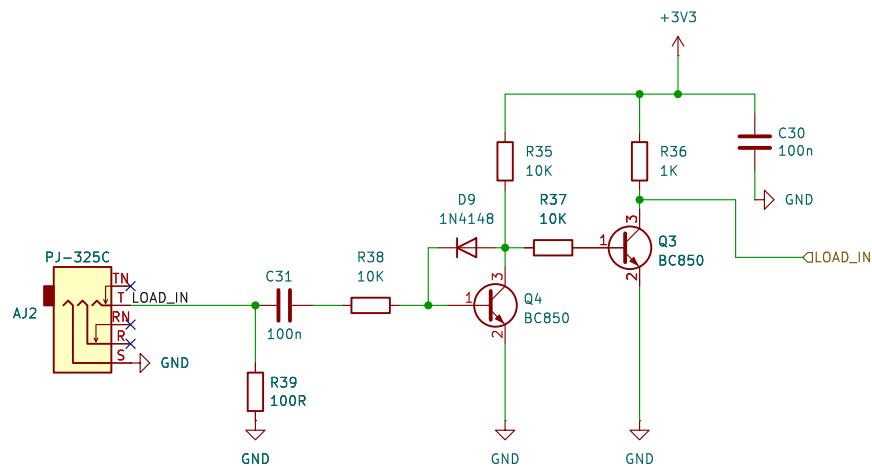 +3V3
C30
100n
GND
R35
10K
R36
1K
D9
1N4148
R37
10K
3
1
2
Q3
BC850
LOAD_IN
PJ-325C
AJ2
TN
T
LOAD_IN
RN
R
S
GND
C31
100n
R38
10K
3
1
2
Q4
BC850
R39
100R
GND
GND
GND